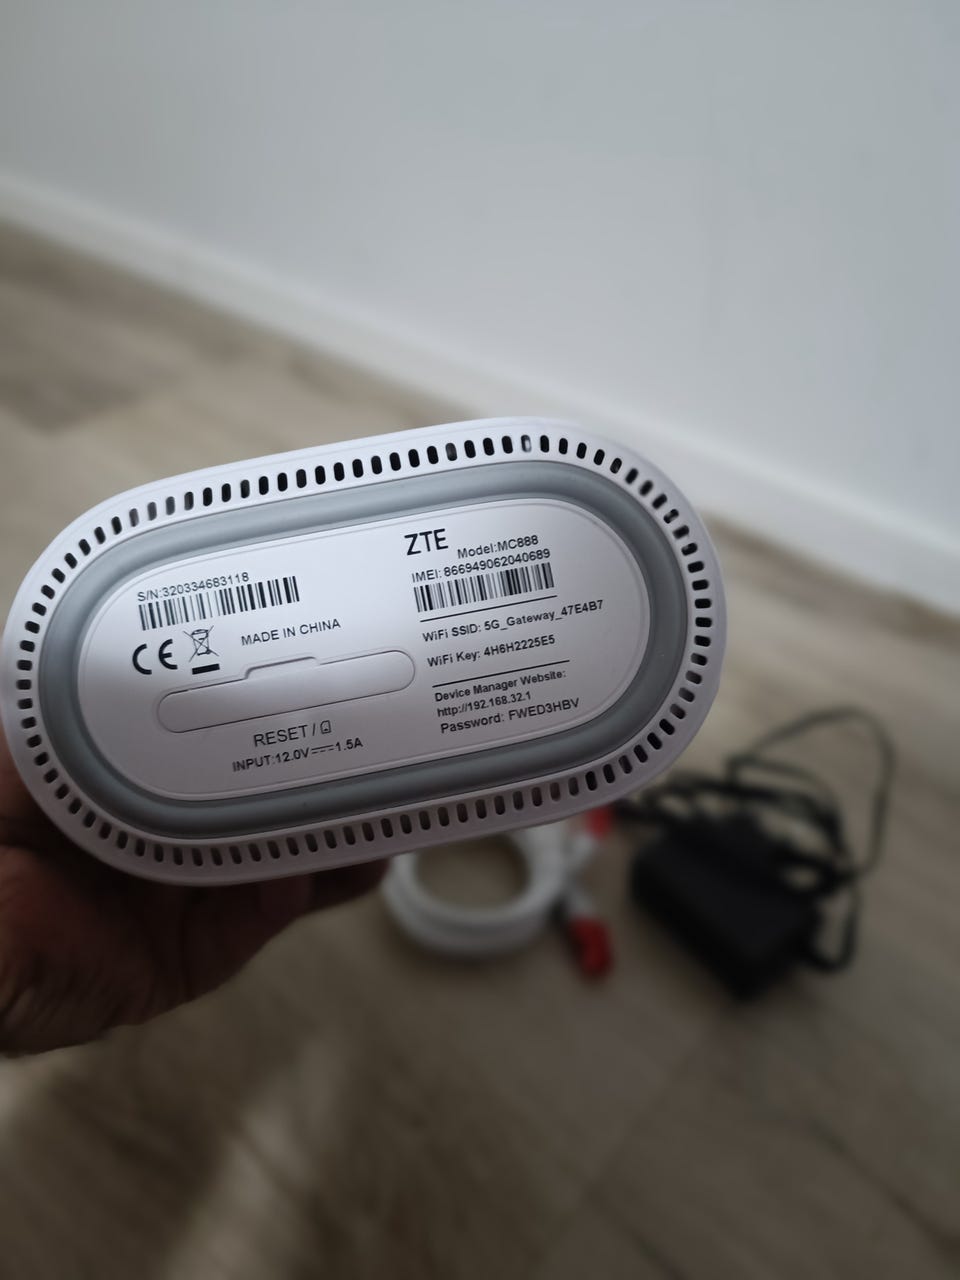 S/N:320334683118
MADE IN CHINA
RESET /
INPUT:12.0V⎓1.5A
ZTE Model:MC888
IMEI: 866949062040689
WiFi SSID: 5G_Gateway_47E4B7
WiFi Key: 4H6H2225E5
Device Manager Website:
http://192.168.32.1
Password: FWED3HBV